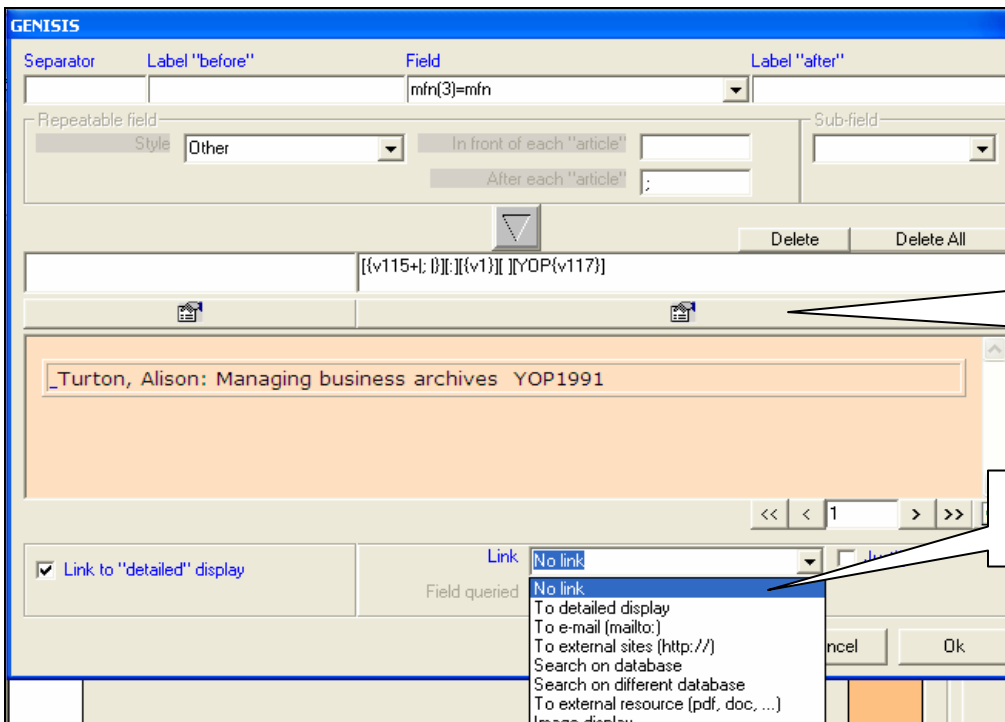 GENISIS
Separator Label "before" Field Label "after"
mfn(3)=mfn
Repeatable field Sub-field
Style Other In front of each "article"
After each "article" ;
Delete Delete All
[{v115+|; |}][:][{v1}][ ][YOP{v117}]
_Turton, Alison: Managing business archives YOP1991
<< < 1 > >>
Link to "detailed" display Link No link
Field queried No link
To detailed display
To e-mail (mailto:)
To external sites (http://)
ncel Ok
Search on database
Search on different database
To external resource (pdf, doc, ...)
Image display